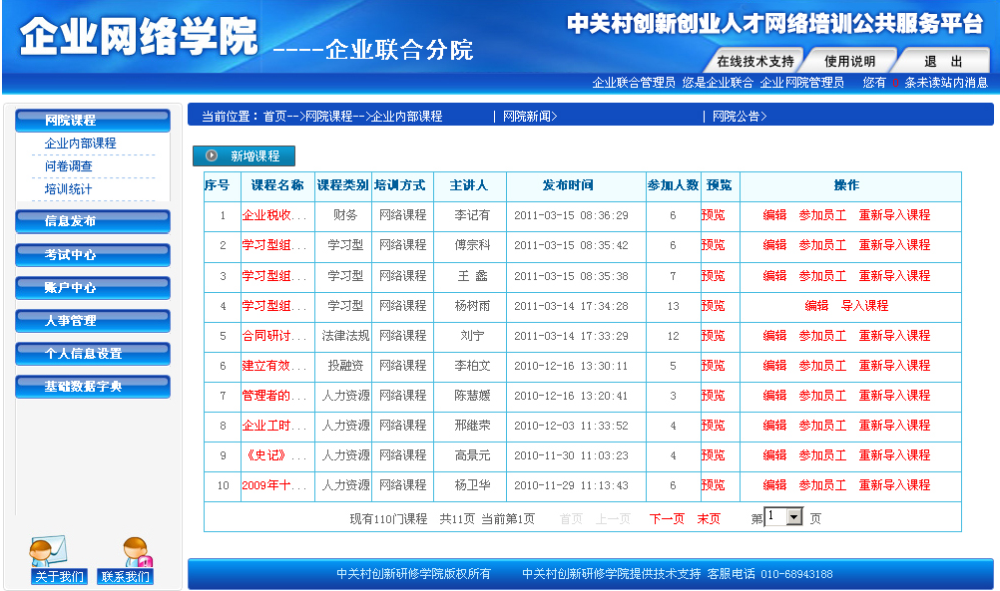 企业网络学院 ----企业联合分院
中关村创新创业人才网络培训公共服务平台
在线技术支持 使用说明 退 出
企业联合管理员 您是企业联合 企业网院管理员 您有 条未读站内消息
当前位置：首页-->网院课程-->企业内部课程 | 网院新闻> | 网院公告>
网院课程
企业内部课程
问卷调查
培训统计
信息发布
考试中心
账户中心
人事管理
个人信息设置
基础数据字典
关于我们 联系我们
新增课程
序号 课程名称 课程类别 培训方式 主讲人 发布时间 参加人数 预览 操作
1 企业税收... 财务 网络课程 李记有 2011-03-15 08:36:29 6 预览 编辑 参加员工 重新导入课程
2 学习型组... 学习型 网络课程 傅宗科 2011-03-15 08:35:42 6 预览 编辑 参加员工 重新导入课程
3 学习型组... 学习型 网络课程 王 鑫 2011-03-15 08:35:38 7 预览 编辑 参加员工 重新导入课程
4 学习型组... 学习型 网络课程 杨树雨 2011-03-14 17:34:28 13 预览 编辑 导入课程
5 合同研讨... 法律法规 网络课程 刘宁 2011-03-14 17:33:29 12 预览 编辑 参加员工 重新导入课程
6 建立有效... 投融资 网络课程 李柏文 2010-12-16 13:30:11 5 预览 编辑 参加员工 重新导入课程
7 管理者的... 人力资源 网络课程 陈慧媛 2010-12-16 13:20:41 3 预览 编辑 参加员工 重新导入课程
8 企业工时... 人力资源 网络课程 邢继荣 2010-12-03 11:33:52 4 预览 编辑 参加员工 重新导入课程
9 《史记》... 人力资源 网络课程 高景元 2010-11-30 11:03:23 4 预览 编辑 参加员工 重新导入课程
10 2009年十... 人力资源 网络课程 杨卫华 2010-11-29 11:13:43 6 预览 编辑 参加员工 重新导入课程
现有110门课程 共11页 当前第1页 首页 上一页 下一页 末页 第 1 页
中关村创新研修学院版权所有 中关村创新研修学院提供技术支持 客服电话 010-68943188